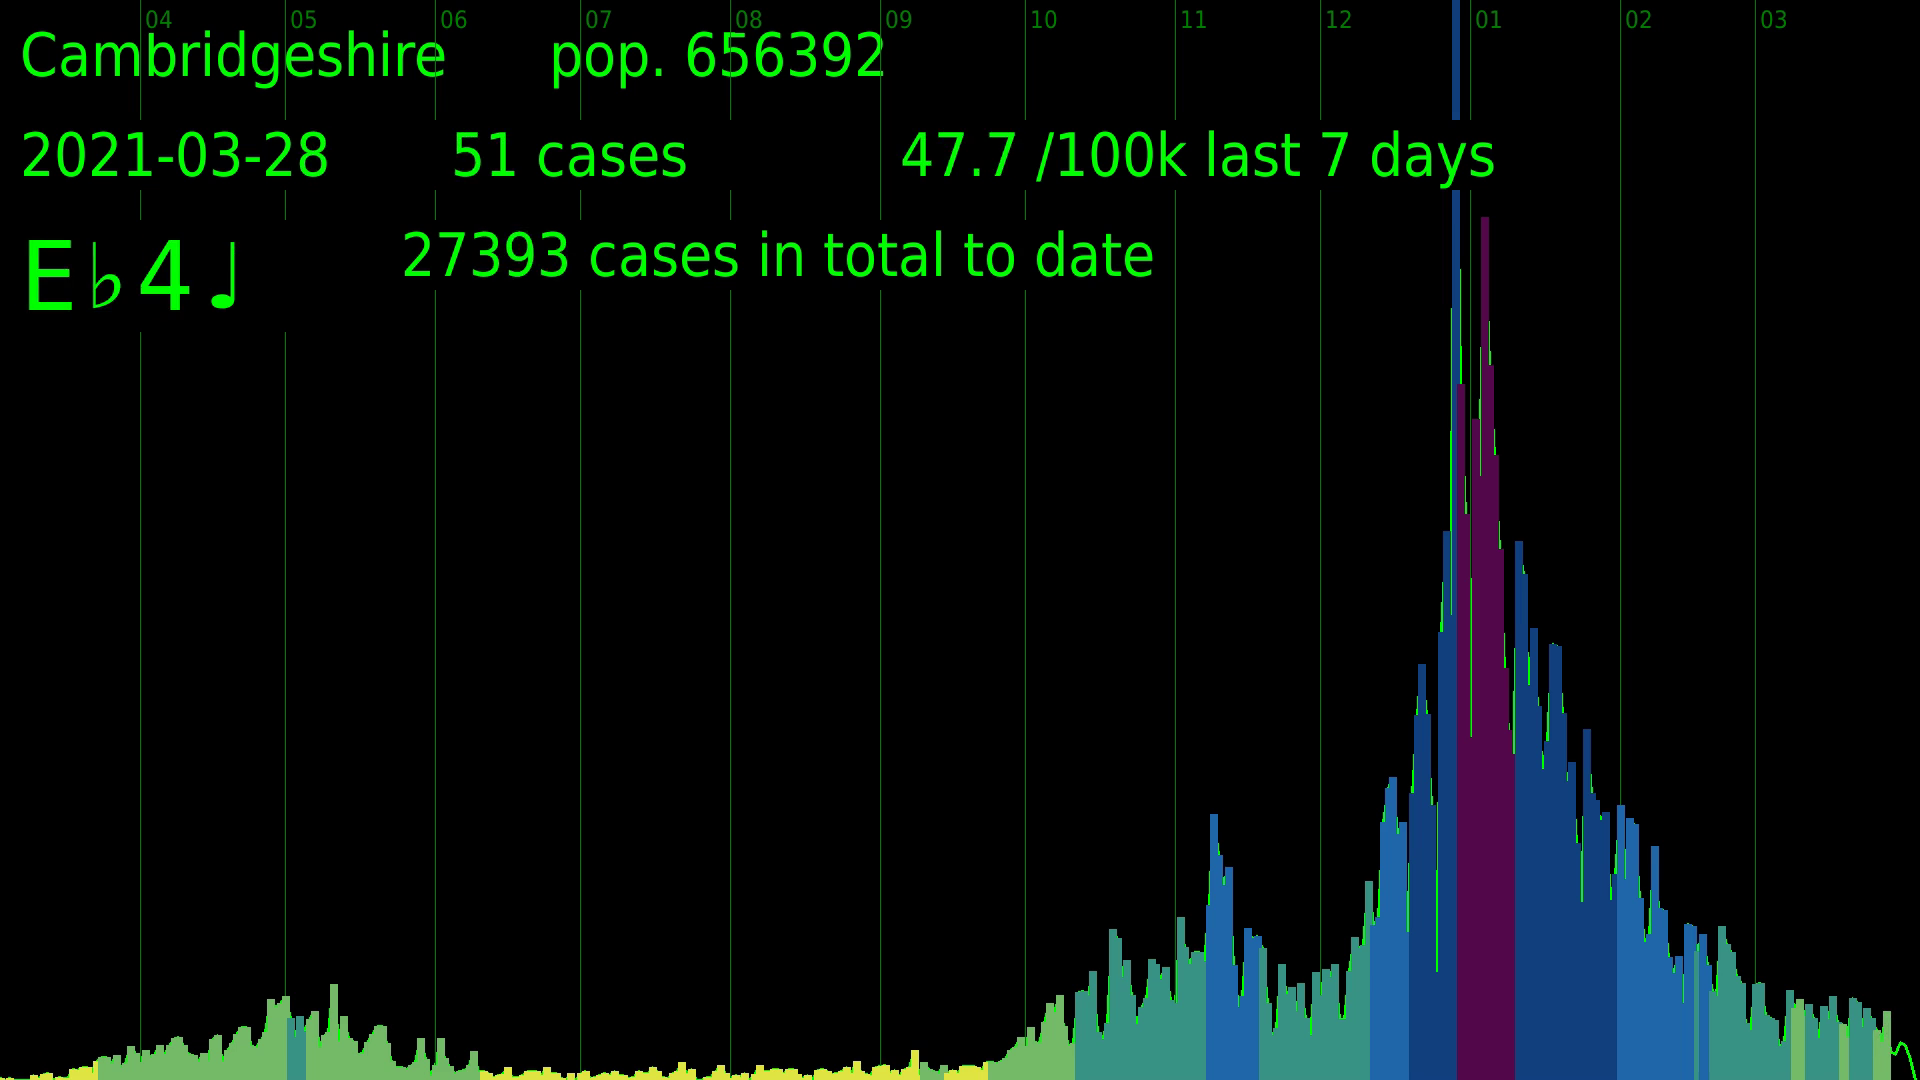 04 05 06 07 08 09 10 11 12 01 02 03
Cambridgeshire pop. 656392
2021-03-28 51 cases 47.7 /100k last 7 days
E♭4♩ 27393 cases in total to date